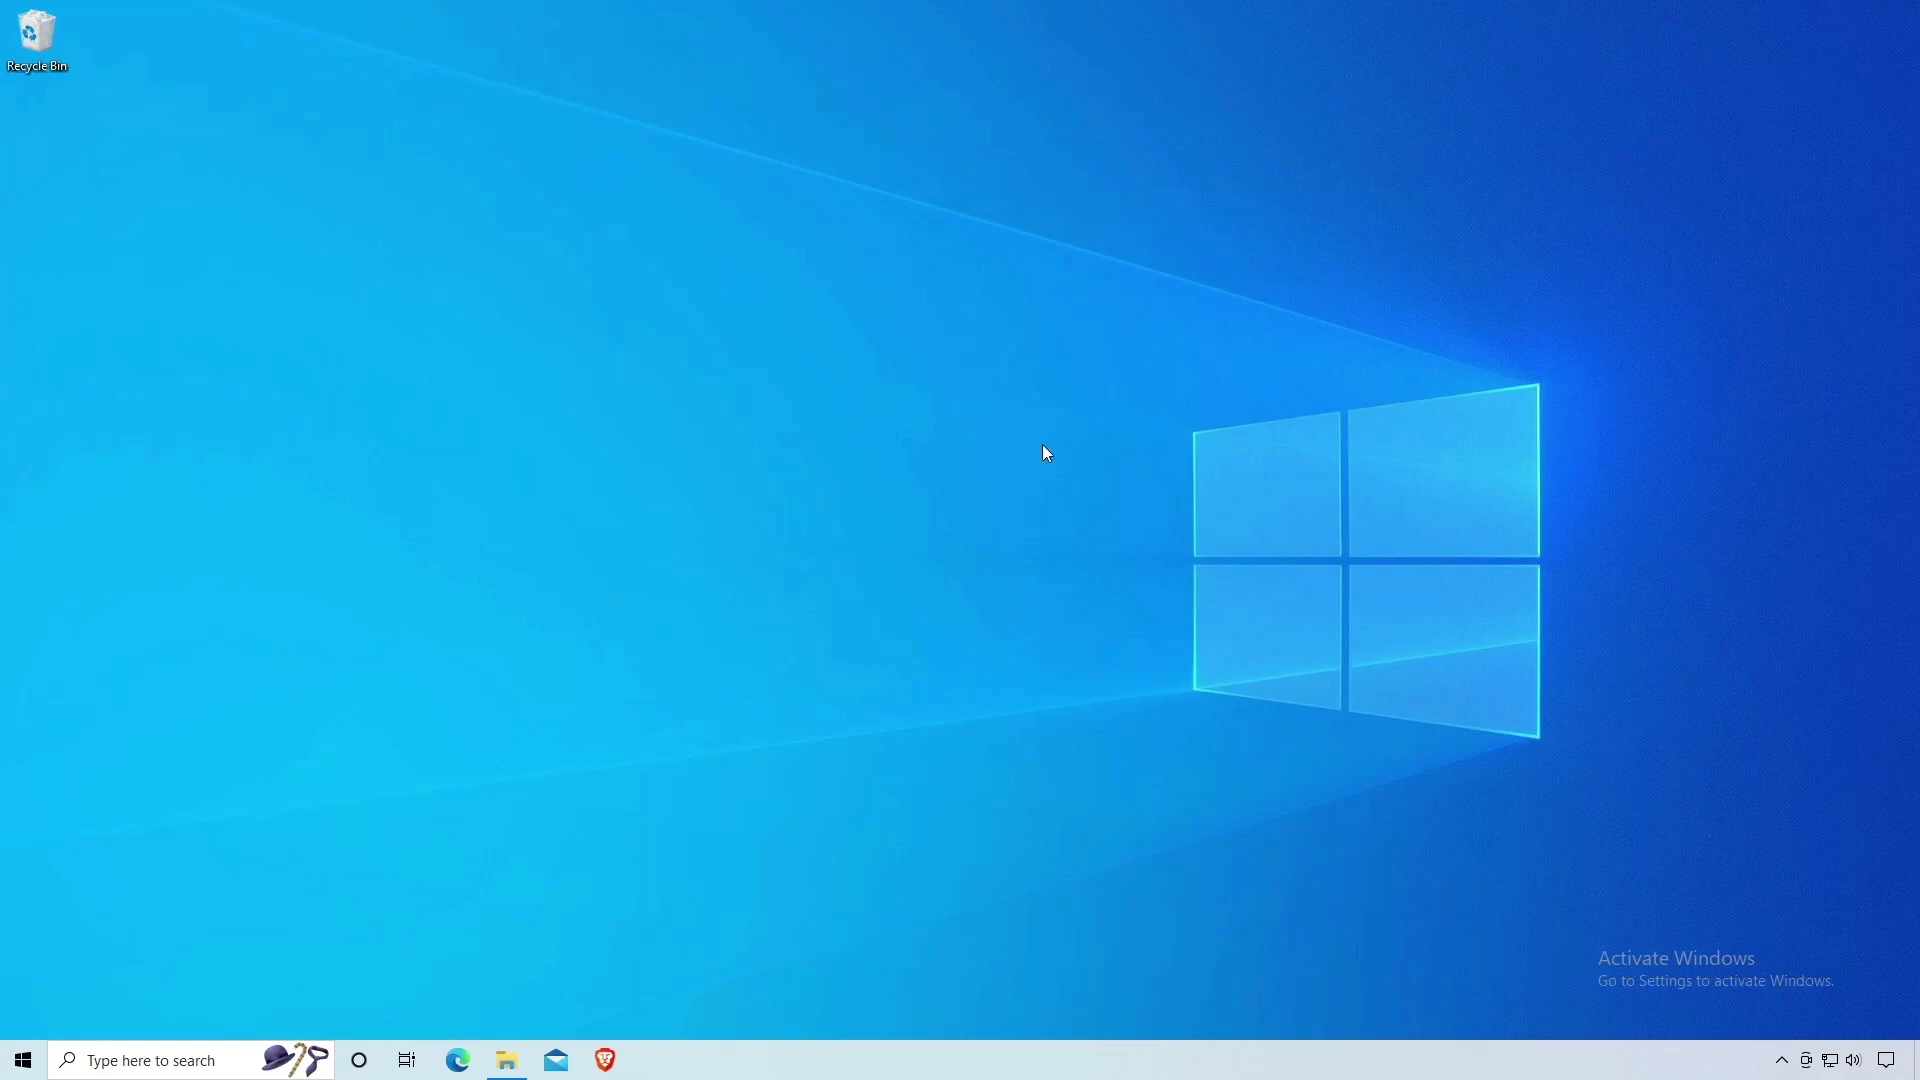 Recycle Bin
Activate Windows
Go to Settings to activate Windows.
Type here to search